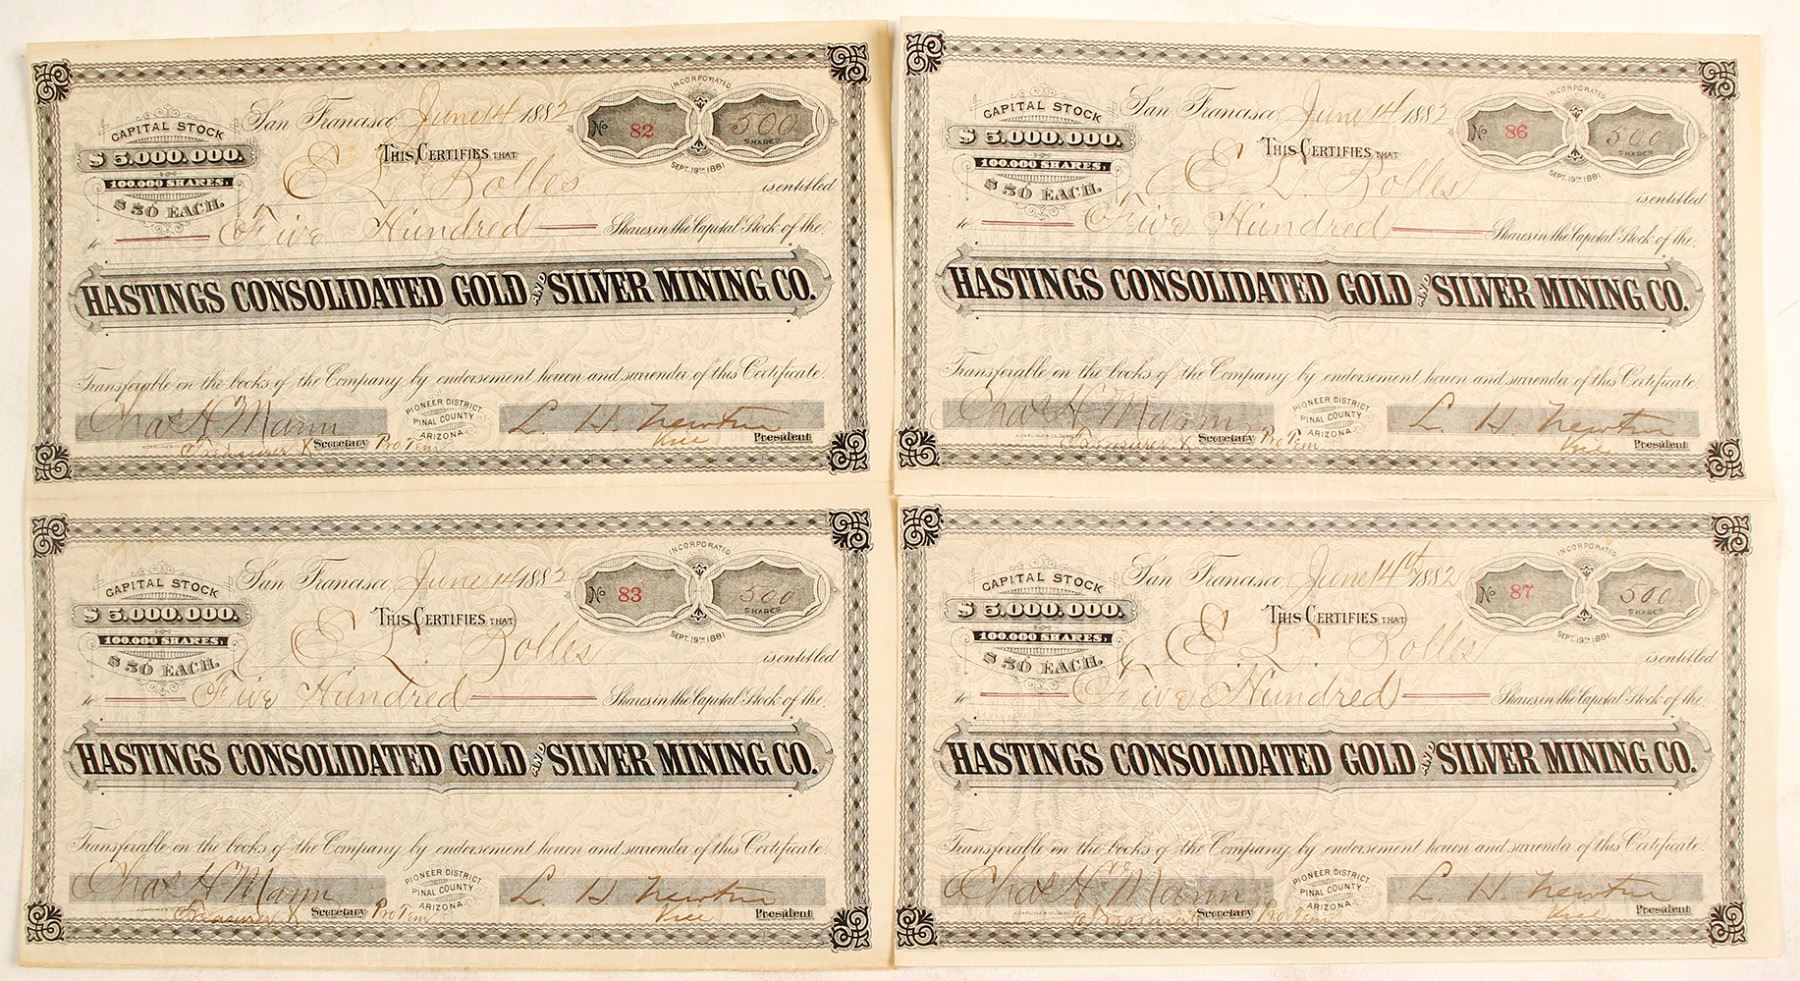 San Francisco June 14 1882
INCORPORATED
CAPITAL STOCK
$5.000.000.
100.000 SHARES,
$50 EACH.
No 82
500
SHARES
SEPT. 19TH 1881
THIS CERTIFIES THAT
E. L. Bolles
is entitled
to Five Hundred Shares in the Capital Stock of the
HASTINGS CONSOLIDATED GOLD AND SILVER MINING CO.
Transferable on the books of the Company by endorsement hereon and surrender of this Certificate.
Chas H Mann
PIONEER DISTRICT
PINAL COUNTY
ARIZONA
L. H. Newton
Treasurer & Secretary Pro Tem
Vice President
San Francisco June 14 1882
INCORPORATED
CAPITAL STOCK
$5.000.000.
100.000 SHARES,
$50 EACH.
No 86
500
SHARES
SEPT. 19TH 1881
THIS CERTIFIES THAT
E. L. Bolles
is entitled
to Five Hundred Shares in the Capital Stock of the
HASTINGS CONSOLIDATED GOLD AND SILVER MINING CO.
Transferable on the books of the Company by endorsement hereon and surrender of this Certificate.
Chas H Mann
PIONEER DISTRICT
PINAL COUNTY
ARIZONA
L. H. Newton
Treasurer & Secretary Pro Tem
Vice President
San Francisco June 14 1882
INCORPORATED
CAPITAL STOCK
$5.000.000.
100.000 SHARES,
$50 EACH.
No 83
500
SHARES
SEPT. 19TH 1881
THIS CERTIFIES THAT
E. L. Bolles
is entitled
to Five Hundred Shares in the Capital Stock of the
HASTINGS CONSOLIDATED GOLD AND SILVER MINING CO.
Transferable on the books of the Company by endorsement hereon and surrender of this Certificate.
Chas H Mann
PIONEER DISTRICT
PINAL COUNTY
ARIZONA
L. H. Newton
Treasurer & Secretary Pro Tem
Vice President
San Francisco June 14th 1882
INCORPORATED
CAPITAL STOCK
$5.000.000.
100.000 SHARES,
$50 EACH.
No 87
500
SHARES
SEPT. 19TH 1881
THIS CERTIFIES THAT
E. L. Bolles
is entitled
to Five Hundred Shares in the Capital Stock of the
HASTINGS CONSOLIDATED GOLD AND SILVER MINING CO.
Transferable on the books of the Company by endorsement hereon and surrender of this Certificate.
Chas H Mann
PIONEER DISTRICT
PINAL COUNTY
ARIZONA
L. H. Newton
Treasurer Secretary Pro Tem
Vice President